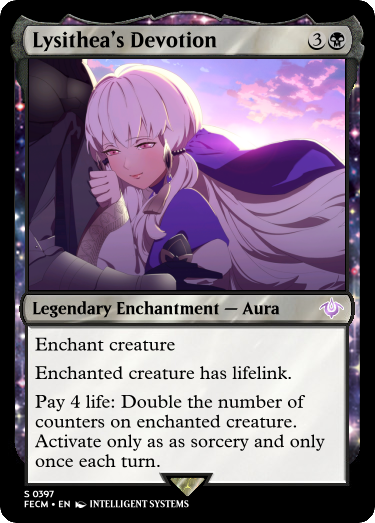 Lysithea's Devotion 3
Legendary Enchantment — Aura
Enchant creature
Enchanted creature has lifelink.
Pay 4 life: Double the number of
counters on enchanted creature.
Activate only as as sorcery and only
once each turn.
S 0397
FECM • EN INTELLIGENT SYSTEMS